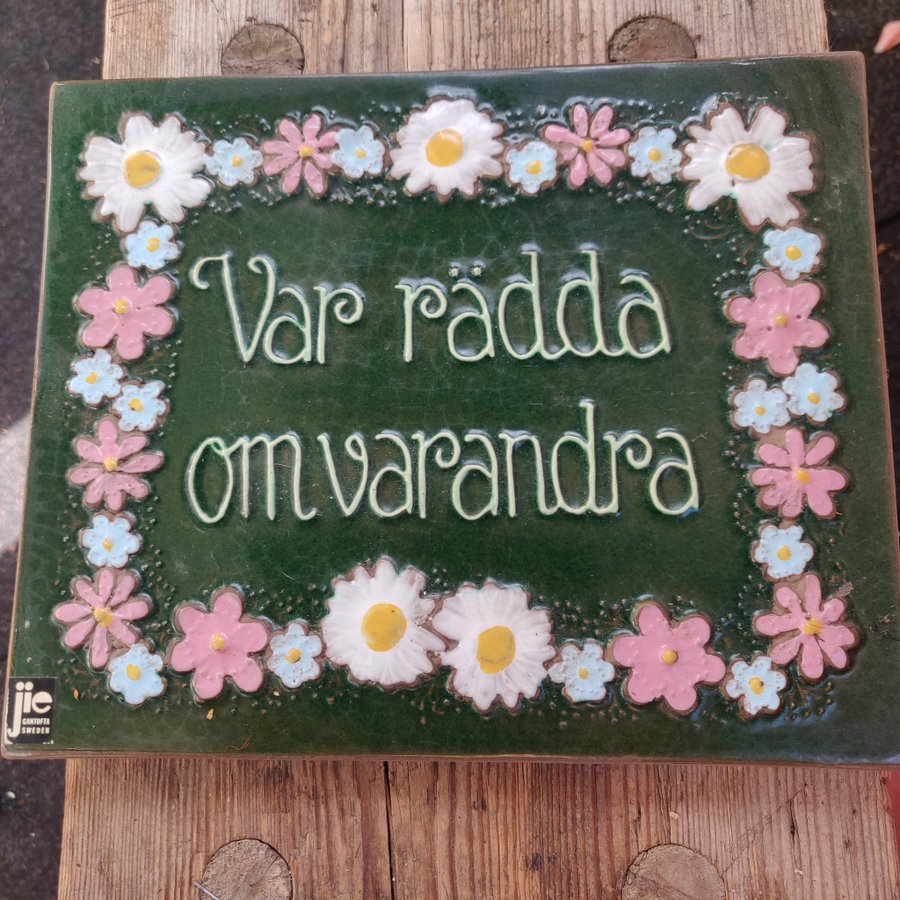 Var rädda
om varandra
jie
GANTOFTA
SWEDEN